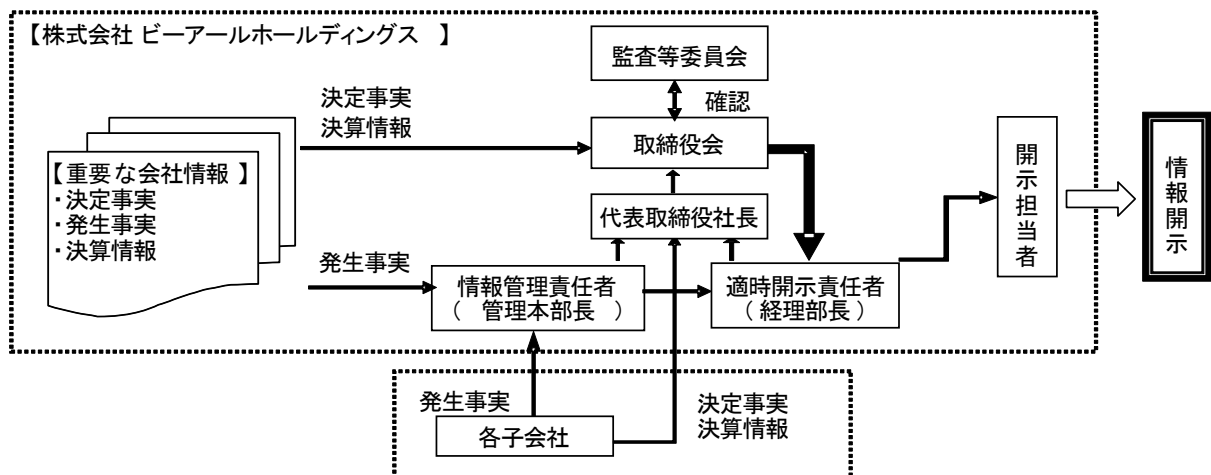 【株式会社 ビーアールホールディングス 】
監査等委員会
確認
決定事実
決算情報
取締役会
【重要な会社情報 】
・決定事実
・発生事実
・決算情報
代表取締役社長
発生事実
情報管理責任者
( 管理本部長 )
適時開示責任者
( 経理部長 )
開示担当者
情報開示
発生事実
決定事実
決算情報
各子会社